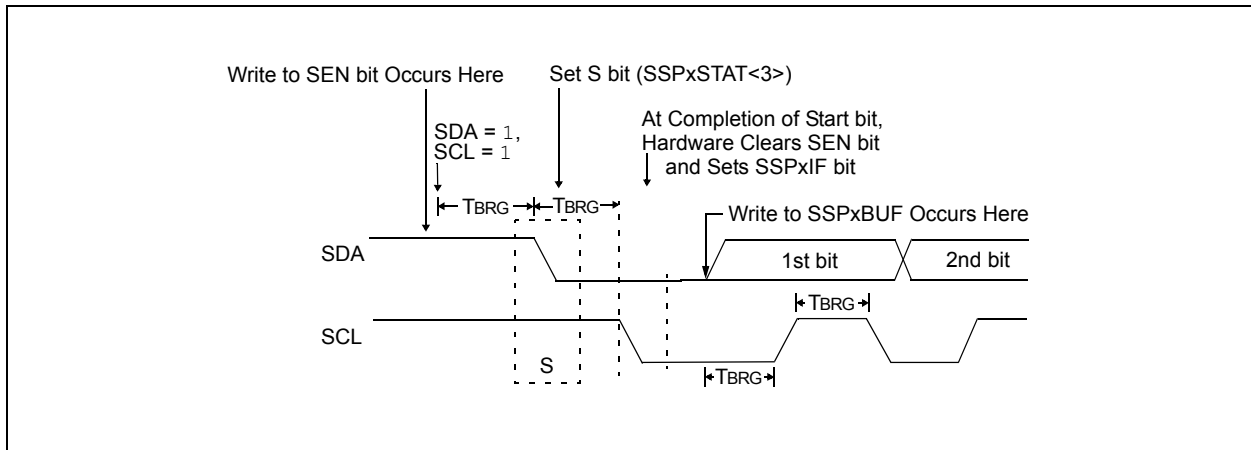 Write to SEN bit Occurs Here
Set S bit (SSPxSTAT<3>)
At Completion of Start bit,
Hardware Clears SEN bit
and Sets SSPxIF bit
SDA = 1,
SCL = 1
TBRG
TBRG
Write to SSPxBUF Occurs Here
SDA
1st bit
2nd bit
TBRG
SCL
S
TBRG